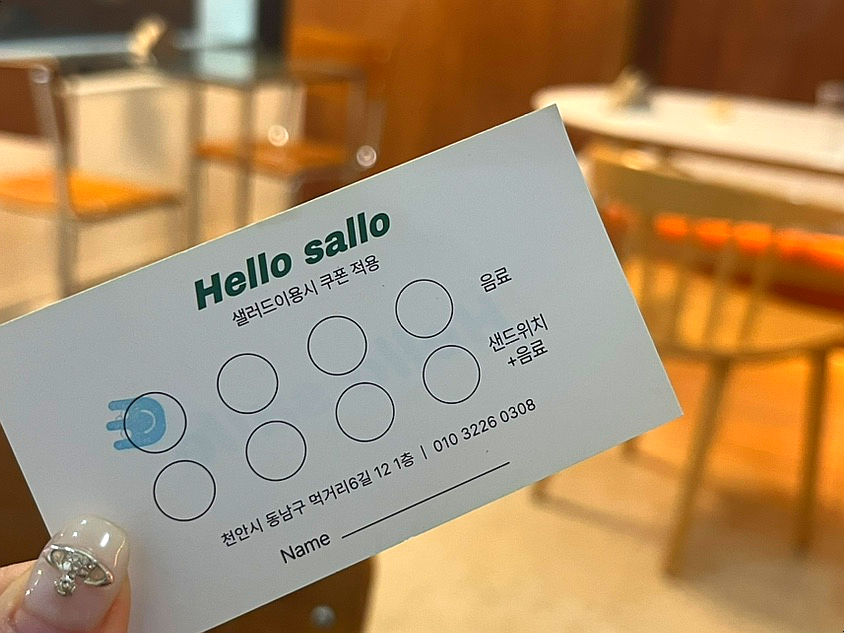 Hello sallo
샐러드이용시 쿠폰 적용
음료
샌드위치
+음료
천안시 동남구 먹거리6길 12 1층 | 010 3226 0308
Name